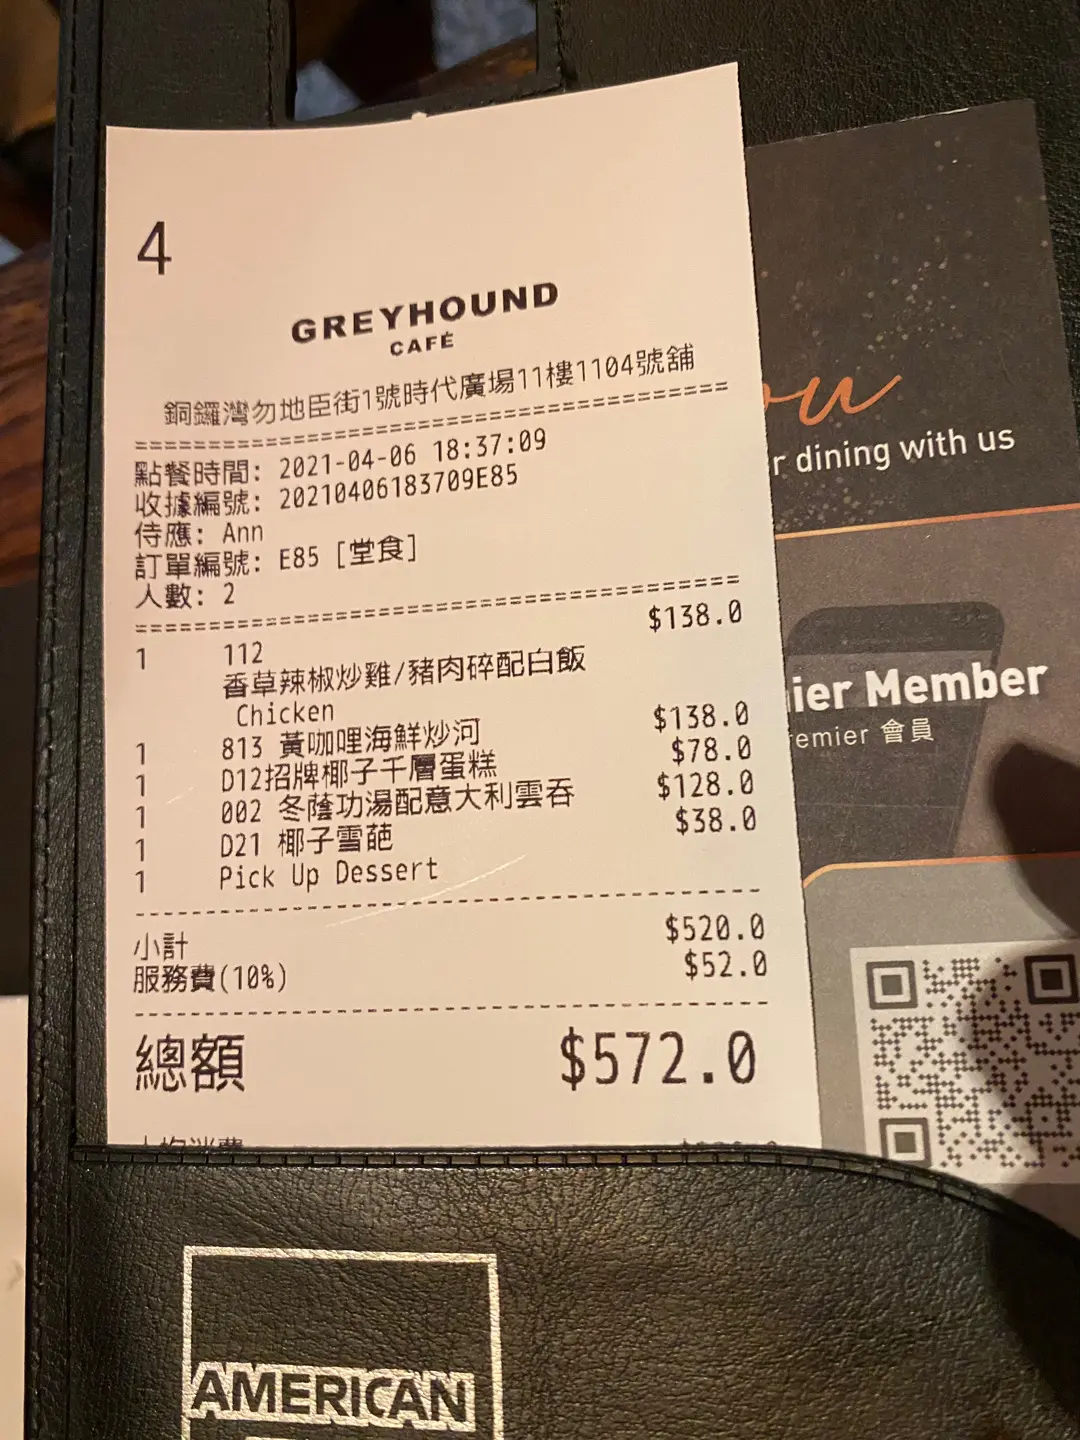 4
GREYHOUND
CAFÉ
銅鑼灣勿地臣街1號時代廣場11樓1104號舖
點餐時間: 2021-04-06 18:37:09
收據編號: 20210406183709E85
侍應: Ann
訂單編號: E85 [堂食]
人數: 2
1 112 $138.0
香草辣椒炒雞/豬肉碎配白飯
Chicken
1 813 黃咖哩海鮮炒河 $138.0
1 D12招牌椰子千層蛋糕 $78.0
1 002 冬蔭功湯配意大利雲吞 $128.0
1 D21 椰子雪葩 $38.0
1 Pick Up Dessert
小計 $520.0
服務費(10%) $52.0
總額 $572.0
dining with us
Member
會員
AMERICAN